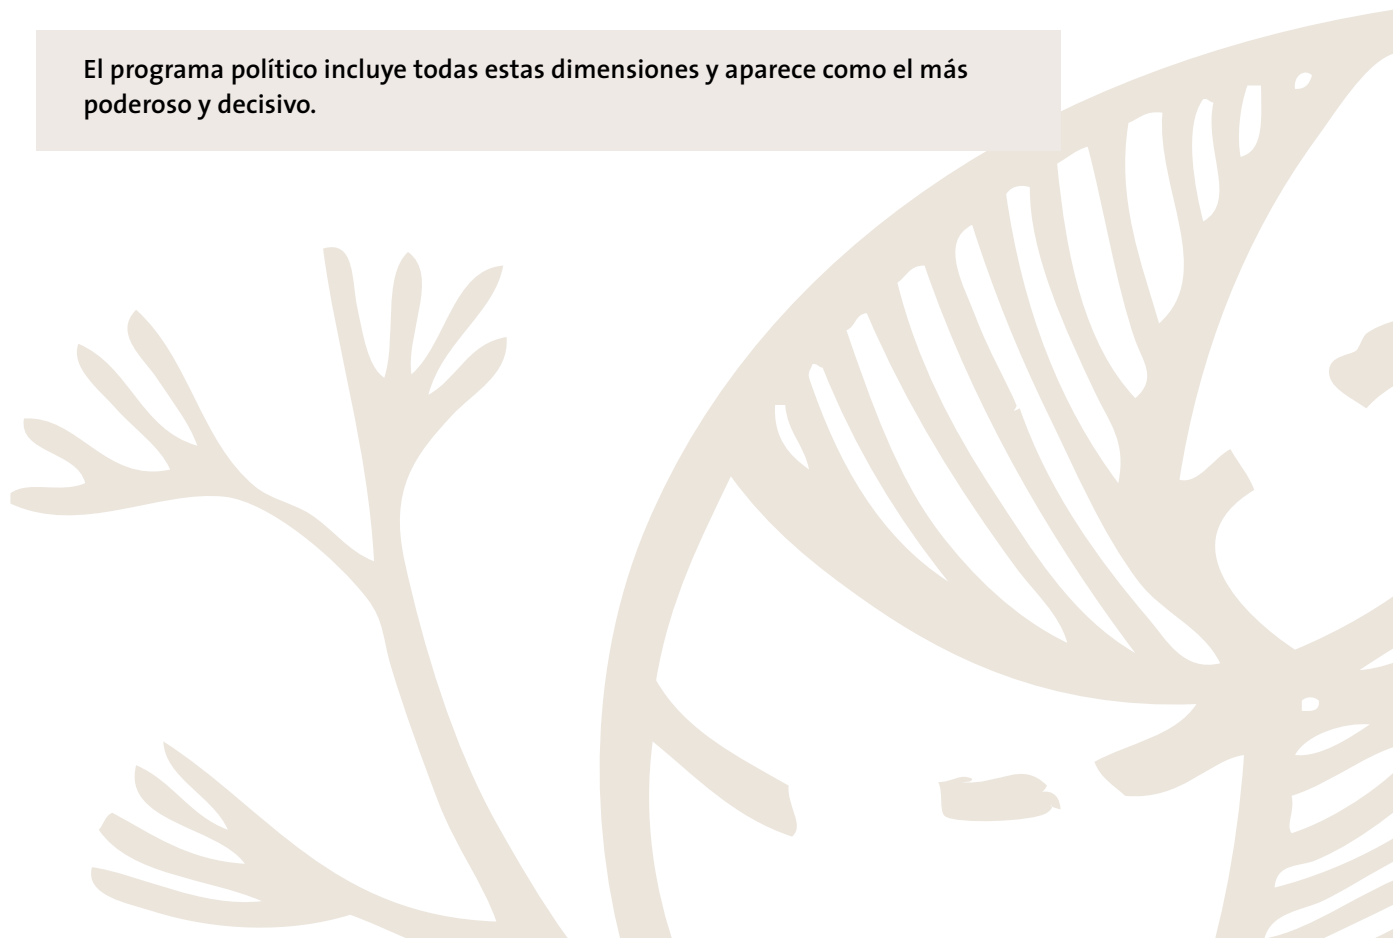 El programa político incluye todas estas dimensiones y aparece como el más
poderoso y decisivo.